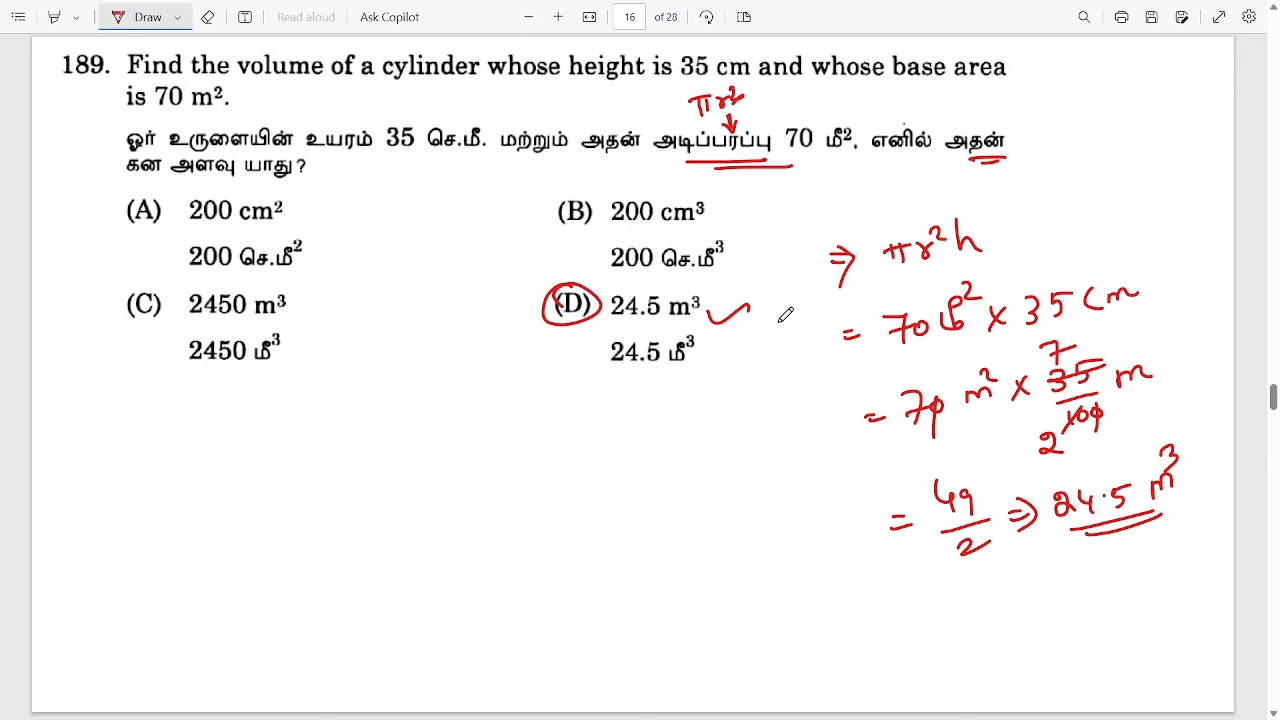 Draw
Read aloud
Ask Copilot
16 of 28
189. Find the volume of a cylinder whose height is 35 cm and whose base area
is 70 m².
πr²
ஓர் உருளையின் உயரம் 35 செ.மீ. மற்றும் அதன் அடிப்பரப்பு 70 மீ², எனில் அதன்
கன அளவு யாது?
(A) 200 cm² (B) 200 cm³
200 செ.மீ² 200 செ.மீ³
(C) 2450 m³ (D) 24.5 m³
2450 மீ³ 24.5 மீ³
⇒ πr²h
= 70 மீ² × 35 cm
= 70 m² × 35/100 m
7
2
= 49/2 ⇒ 24.5 m³